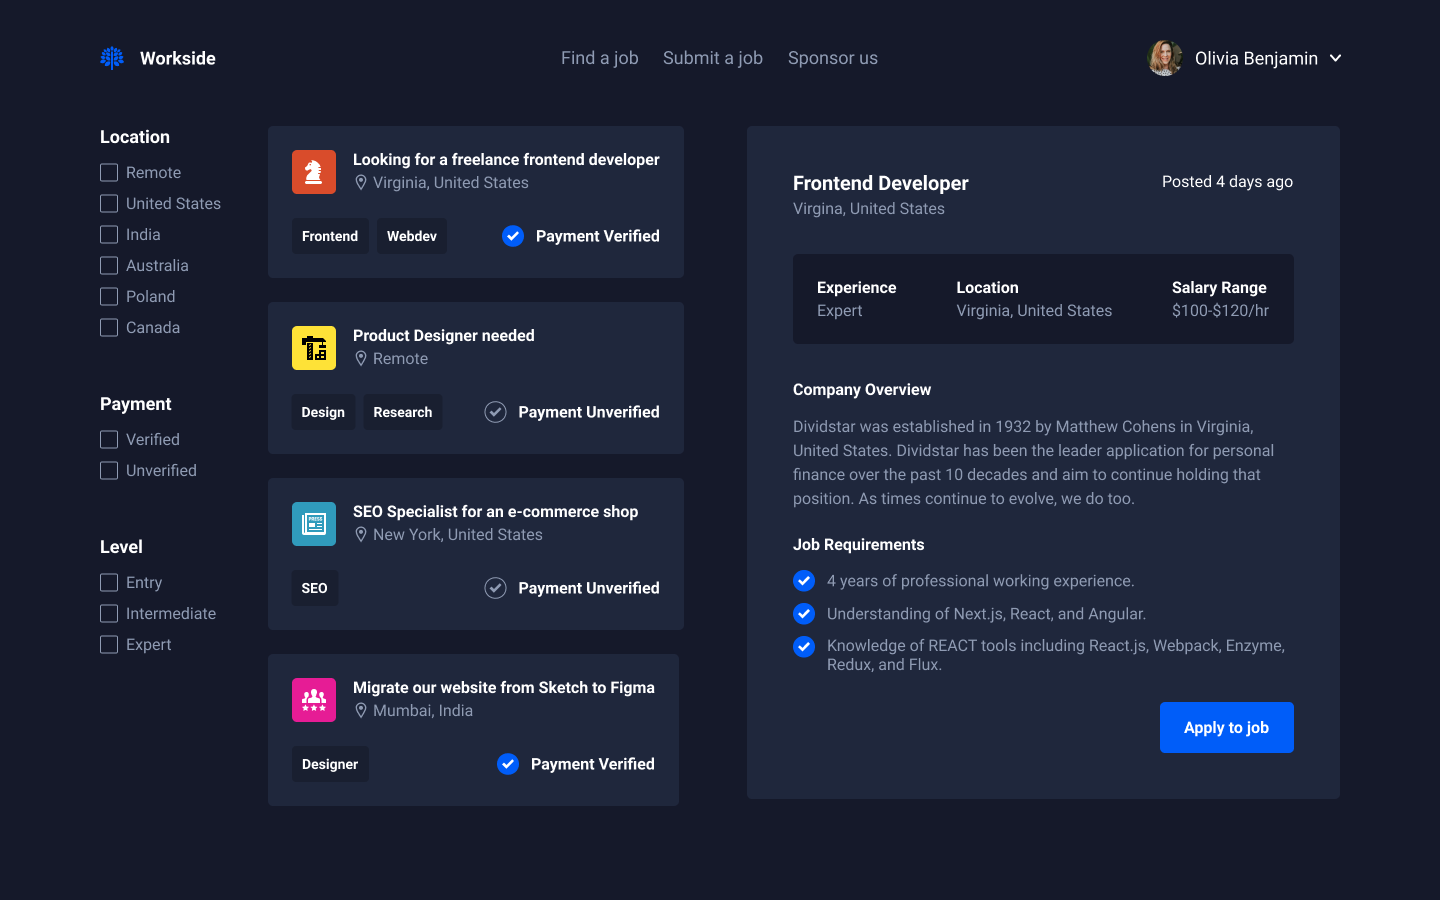 Workside
Find a job
Submit a job
Sponsor us
Olivia Benjamin
Location
Remote
United States
India
Australia
Poland
Canada
Payment
Verified
Unverified
Level
Entry
Intermediate
Expert
Looking for a freelance frontend developer
Virginia, United States
Frontend
Webdev
Payment Verified
Product Designer needed
Remote
Design
Research
Payment Unverified
PRESS
SEO Specialist for an e-commerce shop
New York, United States
SEO
Payment Unverified
Migrate our website from Sketch to Figma
Mumbai, India
Designer
Payment Verified
Frontend Developer
Posted 4 days ago
Virgina, United States
Experience
Expert
Location
Virginia, United States
Salary Range
$100-$120/hr
Company Overview
Dividstar was established in 1932 by Matthew Cohens in Virginia,
United States. Dividstar has been the leader application for personal
finance over the past 10 decades and aim to continue holding that
position. As times continue to evolve, we do too.
Job Requirements
4 years of professional working experience.
Understanding of Next.js, React, and Angular.
Knowledge of REACT tools including React.js, Webpack, Enzyme,
Redux, and Flux.
Apply to job